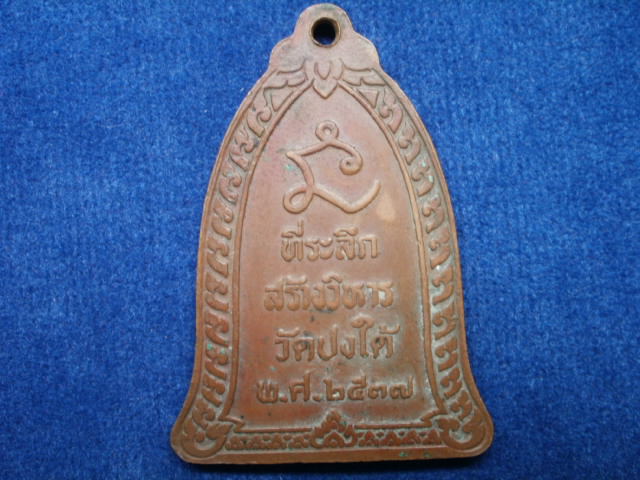 ที่ระลึก
สร้างวิหาร
วัดปงใต้
พ.ศ.๒๕๓๗